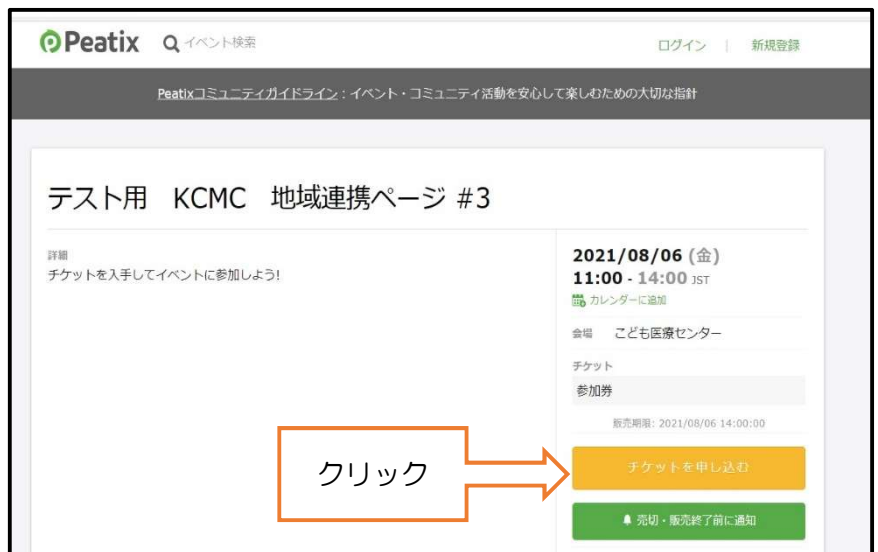 Peatix イベント検索 ログイン | 新規登録
Peatixコミュニティガイドライン：イベント・コミュニティ活動を安心して楽しむための大切な指針
テスト用　KCMC　地域連携ページ #3
詳細
チケットを入手してイベントに参加しよう!
2021/08/06 (金)
11:00 - 14:00 JST
カレンダーに追加
会場 こども医療センター
チケット
参加券
販売期限: 2021/08/06 14:00:00
クリック
チケットを申し込む
売切・販売終了前に通知